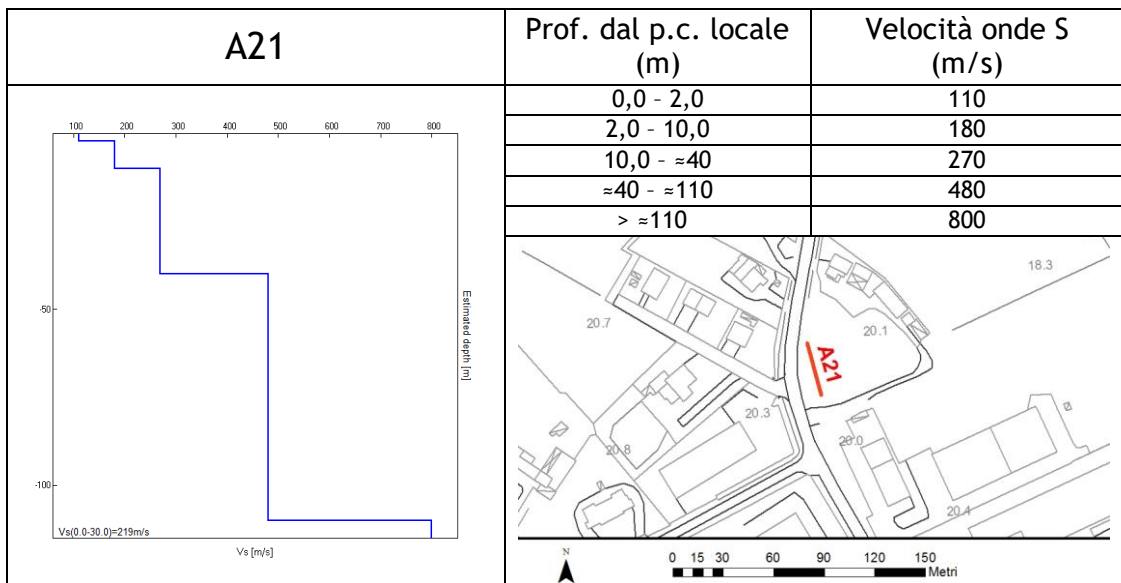 A21
Prof. dal p.c. locale
(m)
Velocità onde S
(m/s)
0,0 – 2,0 110
2,0 – 10,0 180
10,0 – ≈40 270
≈40 – ≈110 480
> ≈110 800
100 200 300 400 500 600 700 800
-50
-100
Estimated depth [m]
Vs(0.0-30.0)=219m/s
Vs [m/s]
18.3
20.7
20.1
A21
20.3
20.8
20.0
20.4
N
0 15 30 60 90 120 150
Metri